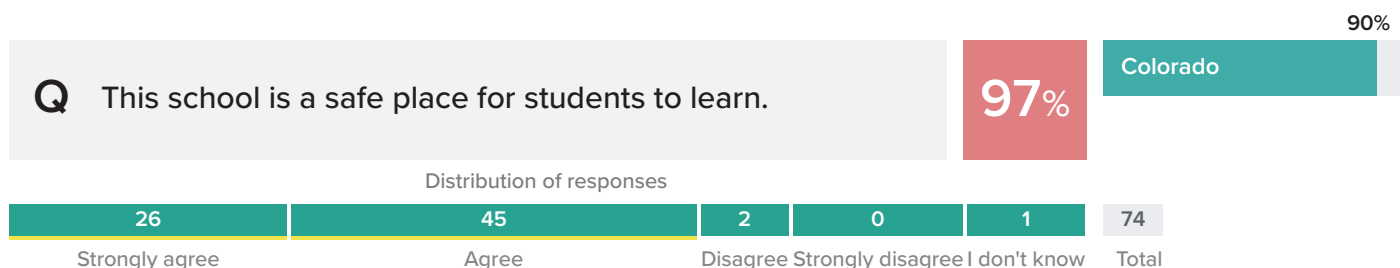 90%
Q This school is a safe place for students to learn.
97%
Colorado
Distribution of responses
26 44 2 0 1 74
Strongly agree Agree Disagree Strongly disagree I don't know Total